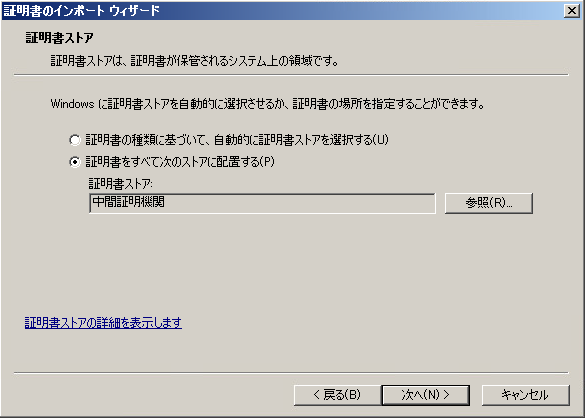 証明書のインポート ウィザード
証明書ストア
証明書ストアは、証明書が保管されるシステム上の領域です。
Windows に証明書ストアを自動的に選択させるか、証明書の場所を指定することができます。
証明書の種類に基づいて、自動的に証明書ストアを選択する(U)
証明書をすべて次のストアに配置する(P)
証明書ストア:
中間証明機関
参照(R)...
証明書ストアの詳細を表示します
< 戻る(B)
次へ(N) >
キャンセル